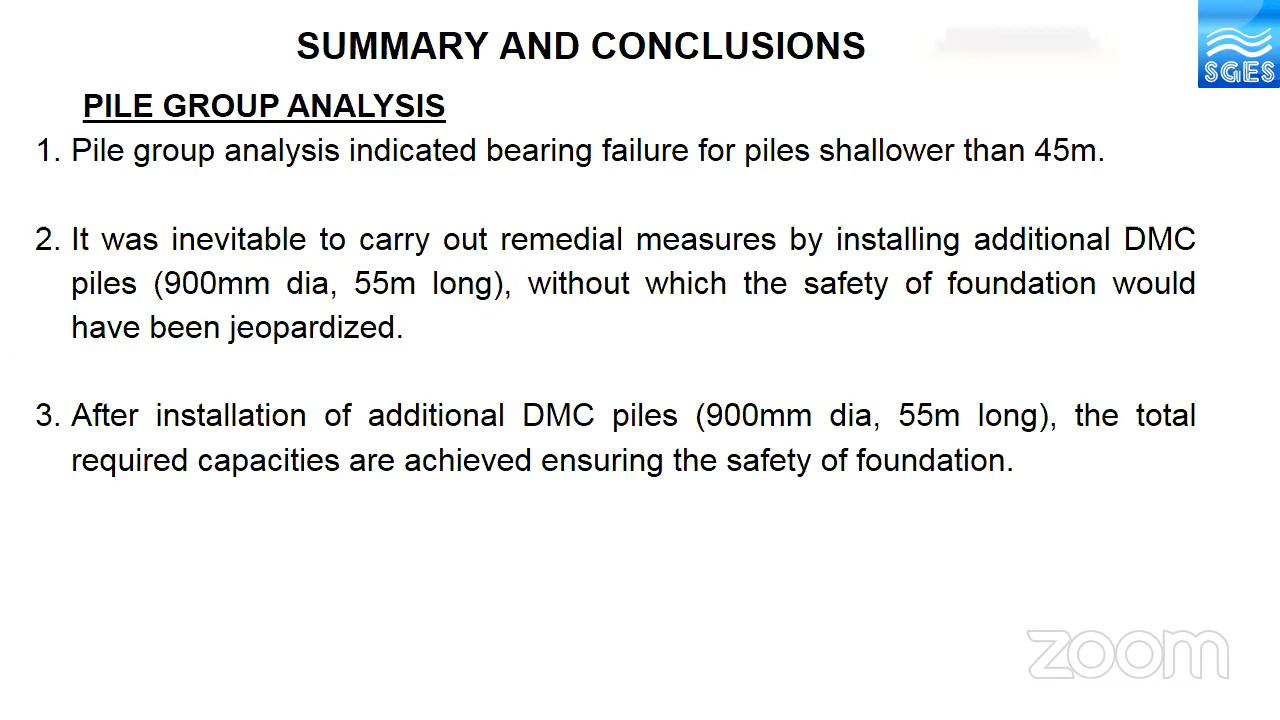 SUMMARY AND CONCLUSIONS
SGES
PILE GROUP ANALYSIS
1. Pile group analysis indicated bearing failure for piles shallower than 45m.
2. It was inevitable to carry out remedial measures by installing additional DMC
piles (900mm dia, 55m long), without which the safety of foundation would
have been jeopardized.
3. After installation of additional DMC piles (900mm dia, 55m long), the total
required capacities are achieved ensuring the safety of foundation.
zoom